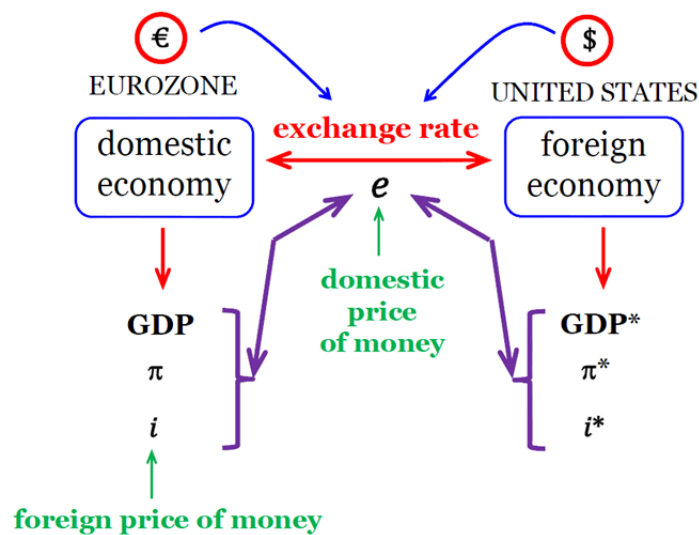 €
$
EUROZONE
UNITED STATES
exchange rate
domestic
economy
foreign
economy
e
domestic
price
of money
GDP
π
i
GDP*
π*
i*
foreign price of money